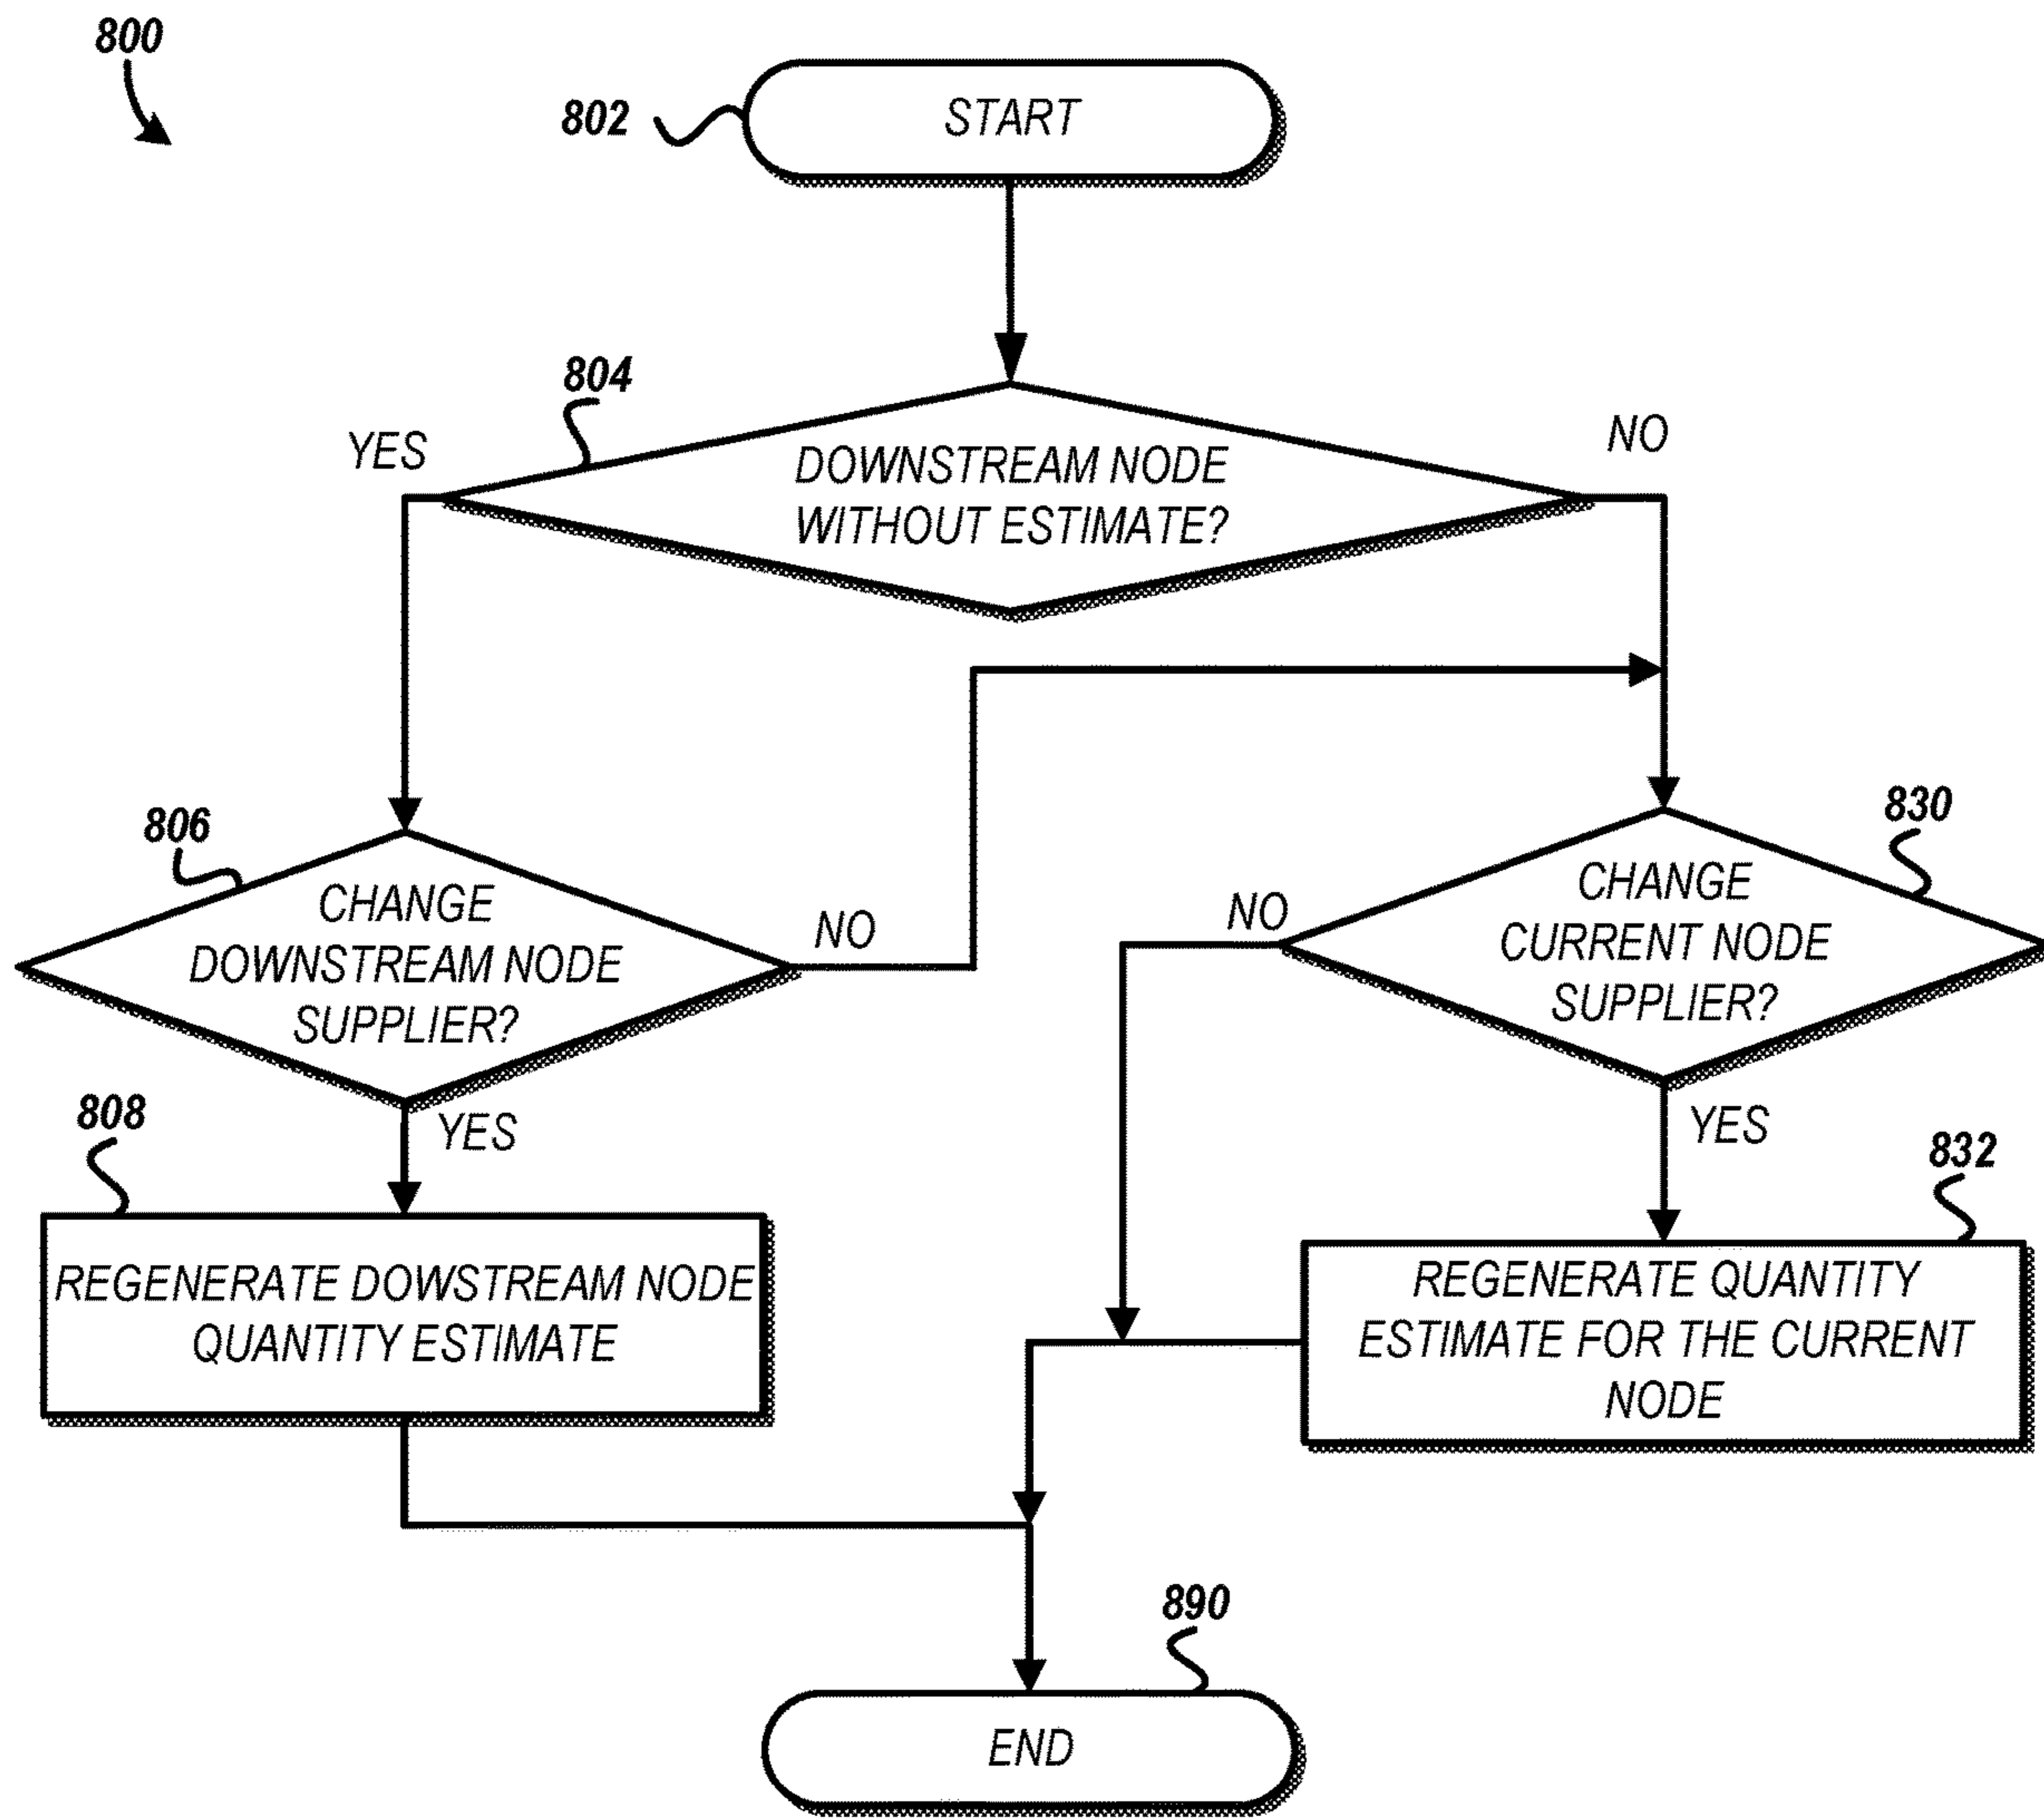 800
802
START
804
YES
NO
DOWNSTREAM NODE
WITHOUT ESTIMATE?
806
830
CHANGE
DOWNSTREAM NODE
SUPPLIER?
NO
NO
CHANGE
CURRENT NODE
SUPPLIER?
808
YES
YES
832
REGENERATE DOWSTREAM NODE
QUANTITY ESTIMATE
REGENERATE QUANTITY
ESTIMATE FOR THE CURRENT
NODE
890
END